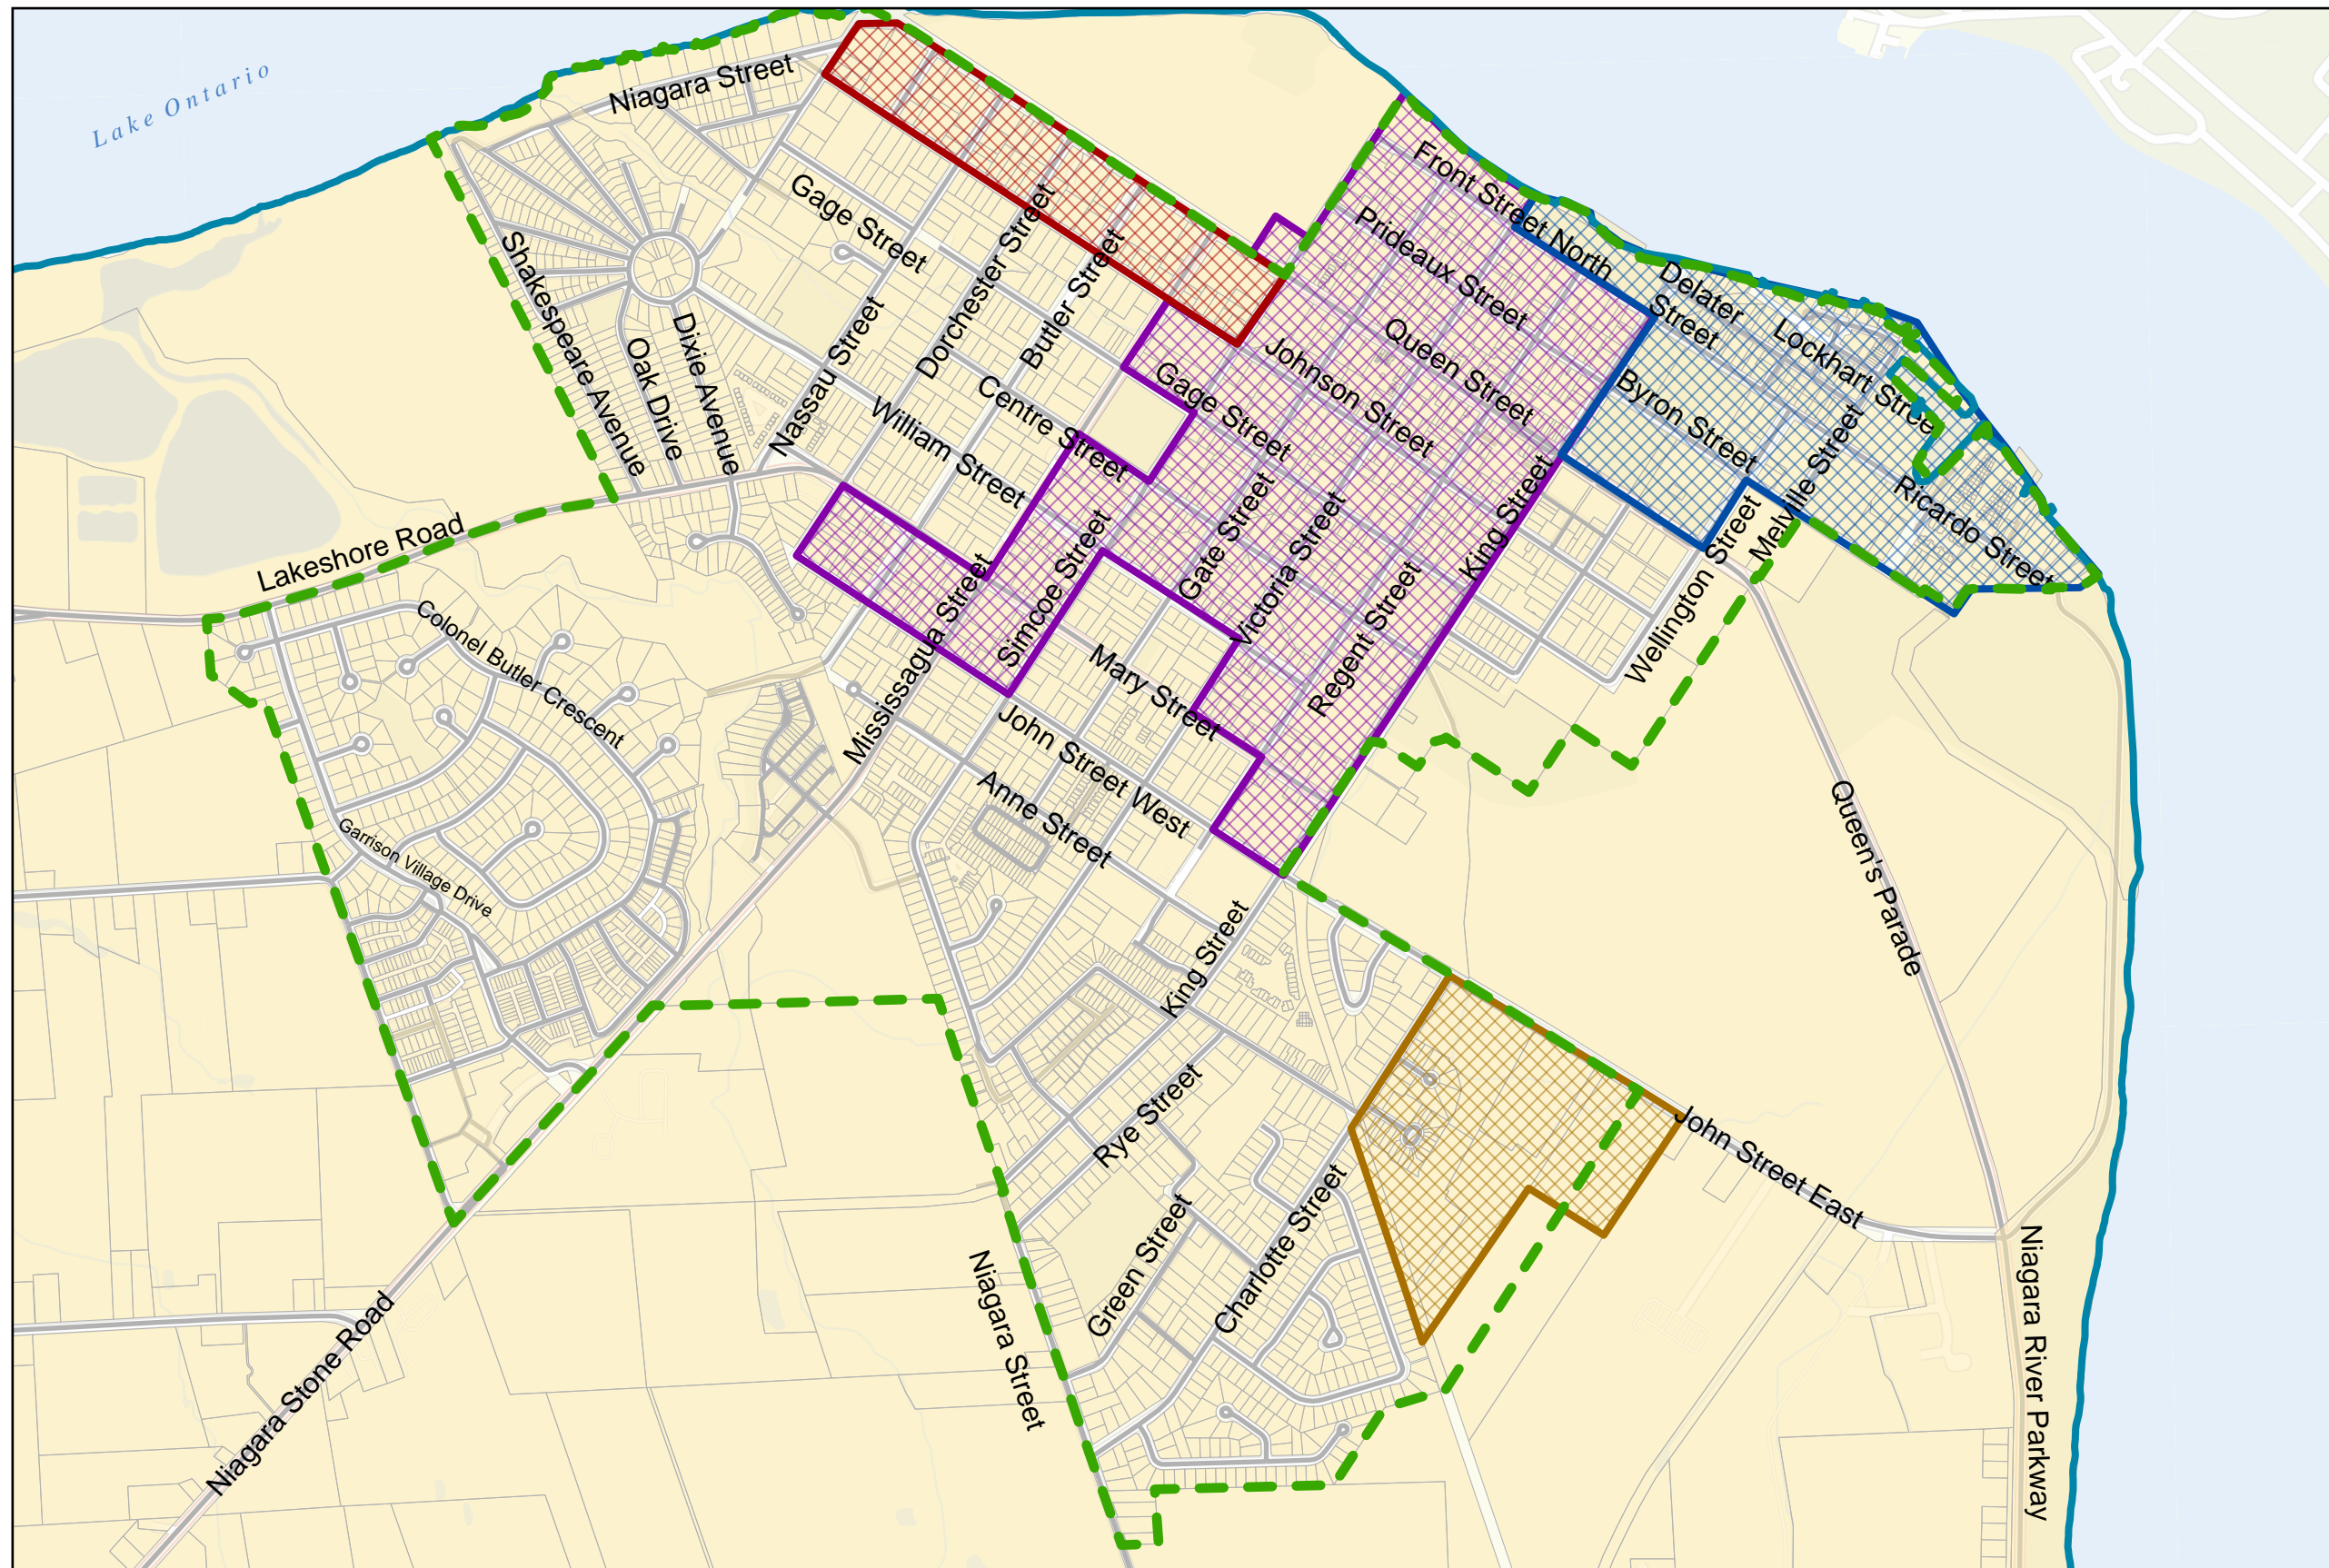 Lake Ontario
Niagara Street
Gage Street
Shakespeare Avenue
Oak Drive
Dixie Avenue
Nassau Street
Dorchester Street
Butler Street
William Street
Centre Street
Front Street North
Prideaux Street
Queen Street
Johnson Street
Gage Street
Delater
Street
Lockhart Stree
Byron Street
Melville Street
Ricardo Street
Wellington Street
King Street
Regent Street
Victoria Street
Gate Street
Simcoe Street
Mississagua Street
Mary Street
John Street West
Anne Street
Lakeshore Road
Colonel Butler Crescent
Garrison Village Drive
King Street
Rye Street
Green Street
Charlotte Street
Niagara Street
Niagara Stone Road
Queen's Parade
John Street East
Niagara River Parkway